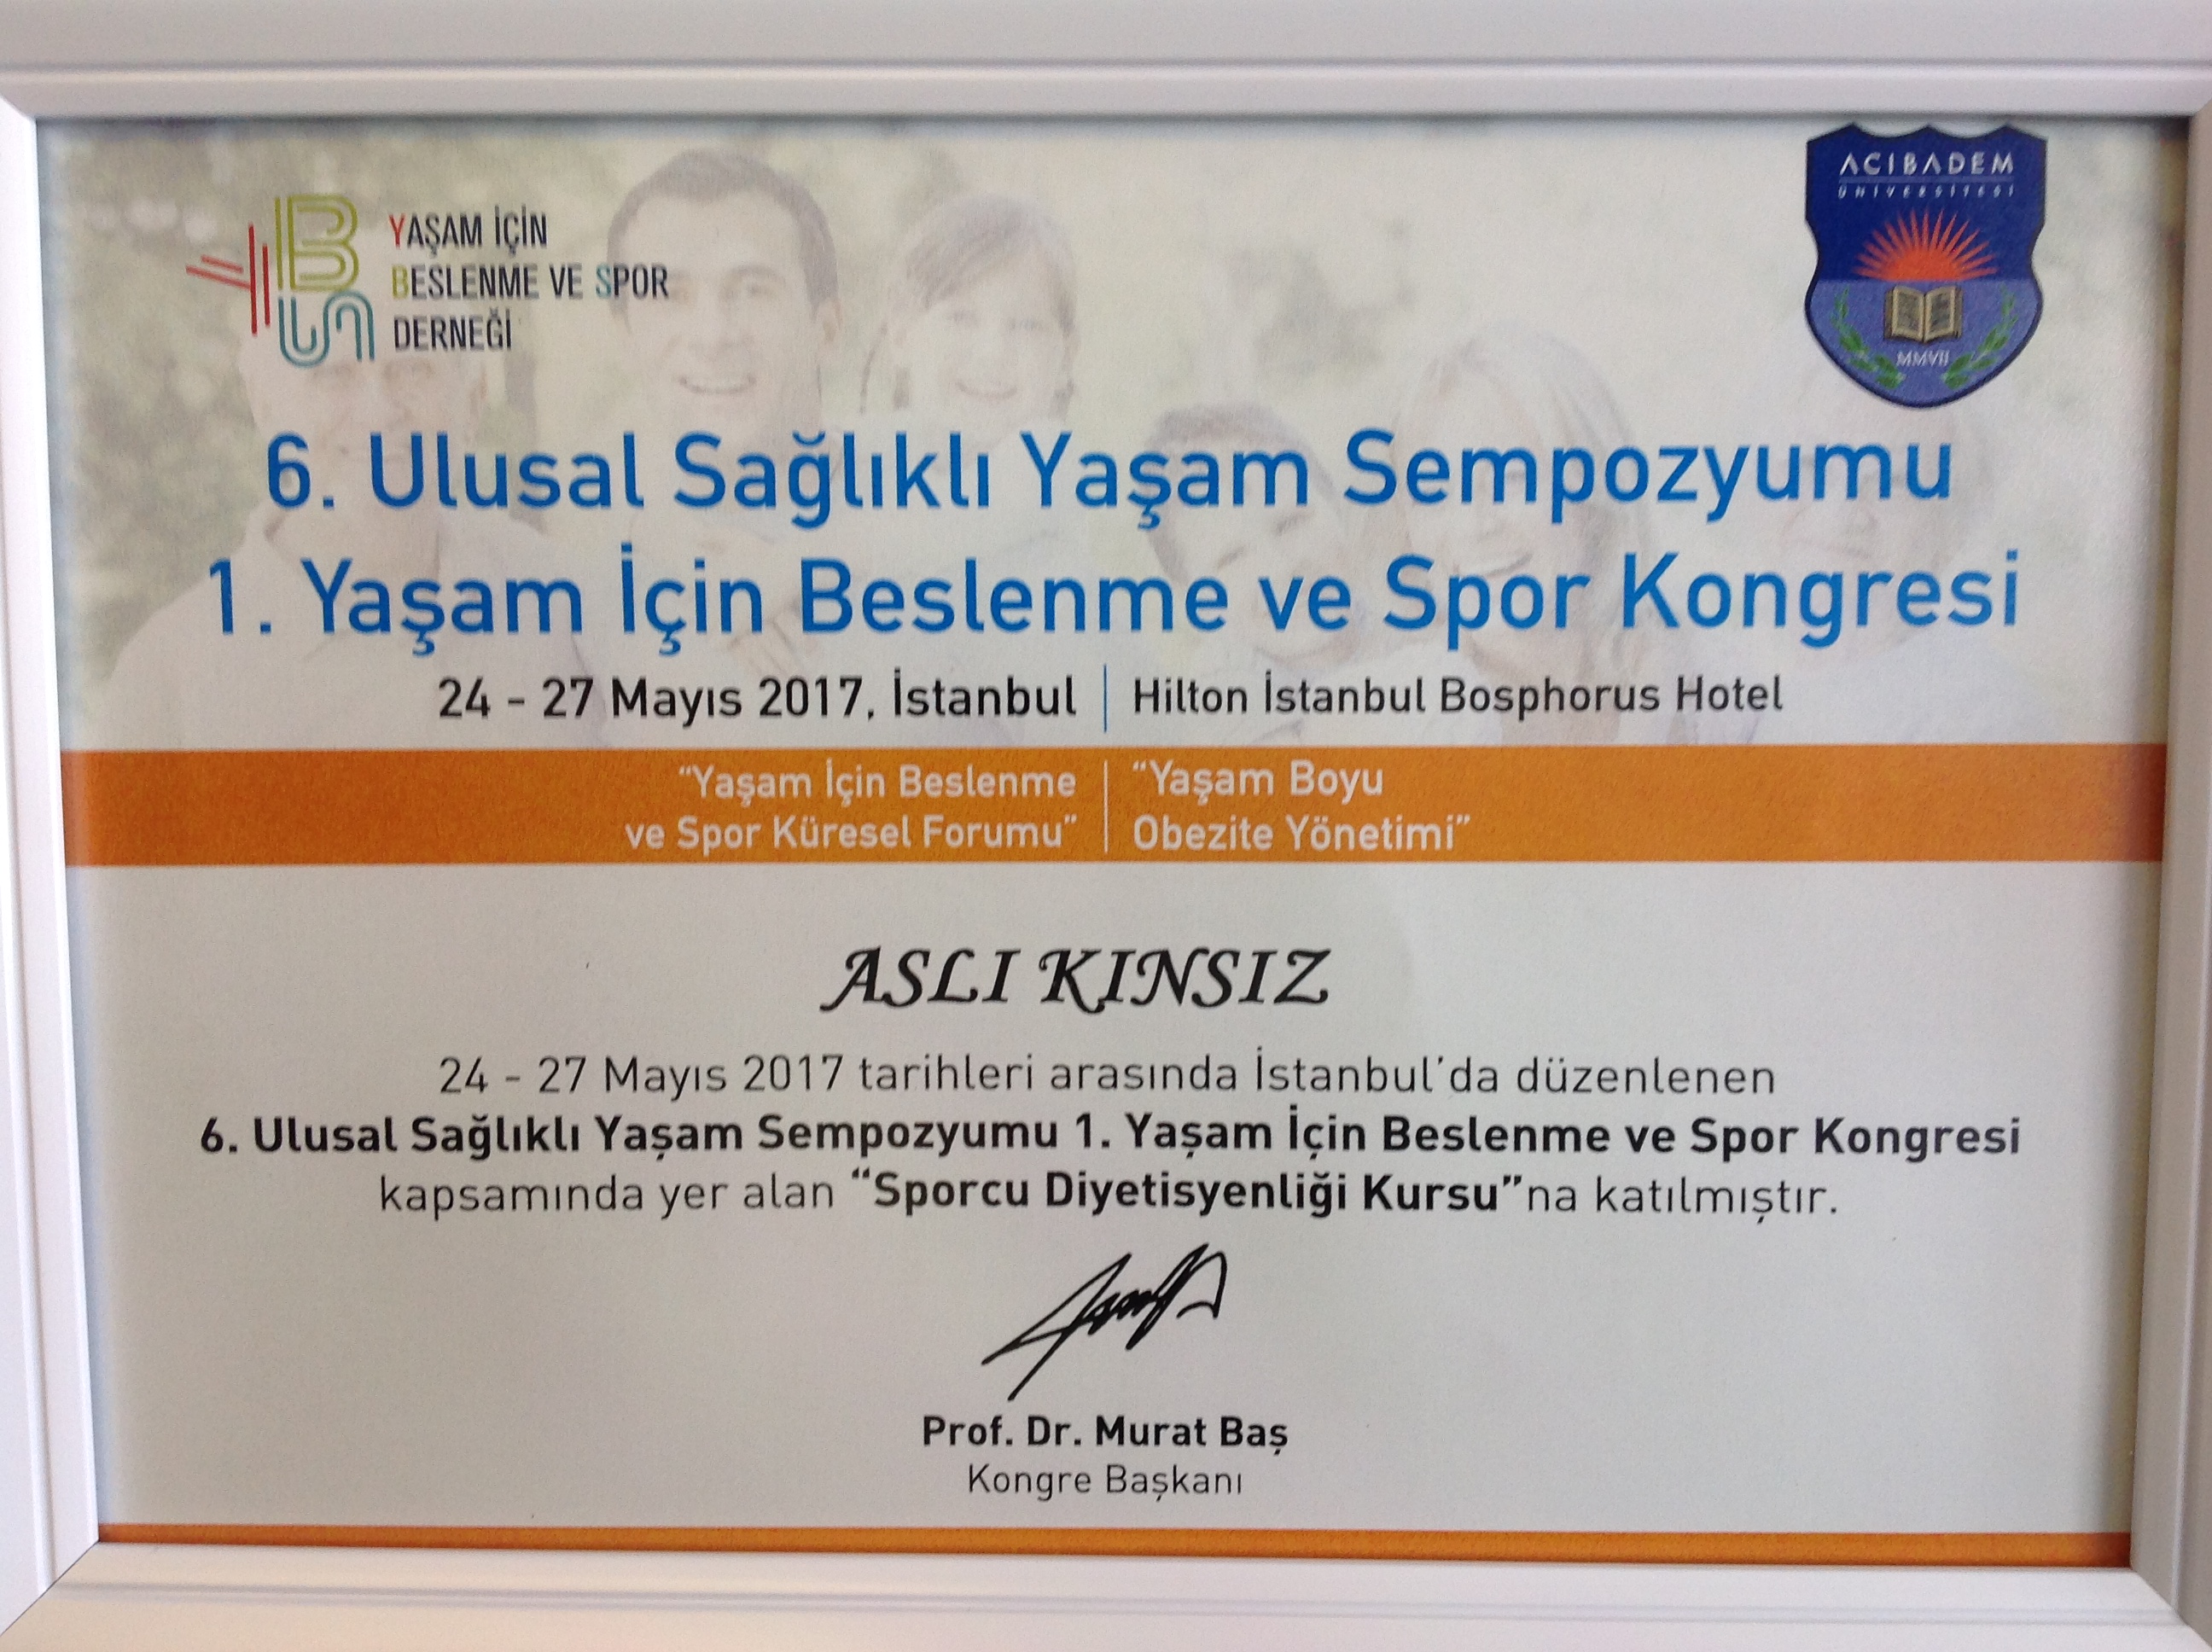 YAŞAM İÇİN
BESLENME VE SPOR
DERNEĞİ
ACIBADEM
ÜNİVERSİTESİ
MMVII
6. Ulusal Sağlıklı Yaşam Sempozyumu
1. Yaşam İçin Beslenme ve Spor Kongresi
24 - 27 Mayıs 2017, İstanbul | Hilton İstanbul Bosphorus Hotel
"Yaşam İçin Beslenme
ve Spor Küresel Forumu"
"Yaşam Boyu
Obezite Yönetimi"
ASLI KINSIZ
24 - 27 Mayıs 2017 tarihleri arasında İstanbul'da düzenlenen
6. Ulusal Sağlıklı Yaşam Sempozyumu 1. Yaşam İçin Beslenme ve Spor Kongresi
kapsamında yer alan "Sporcu Diyetisyenliği Kursu"na katılmıştır.
Prof. Dr. Murat Baş
Kongre Başkanı